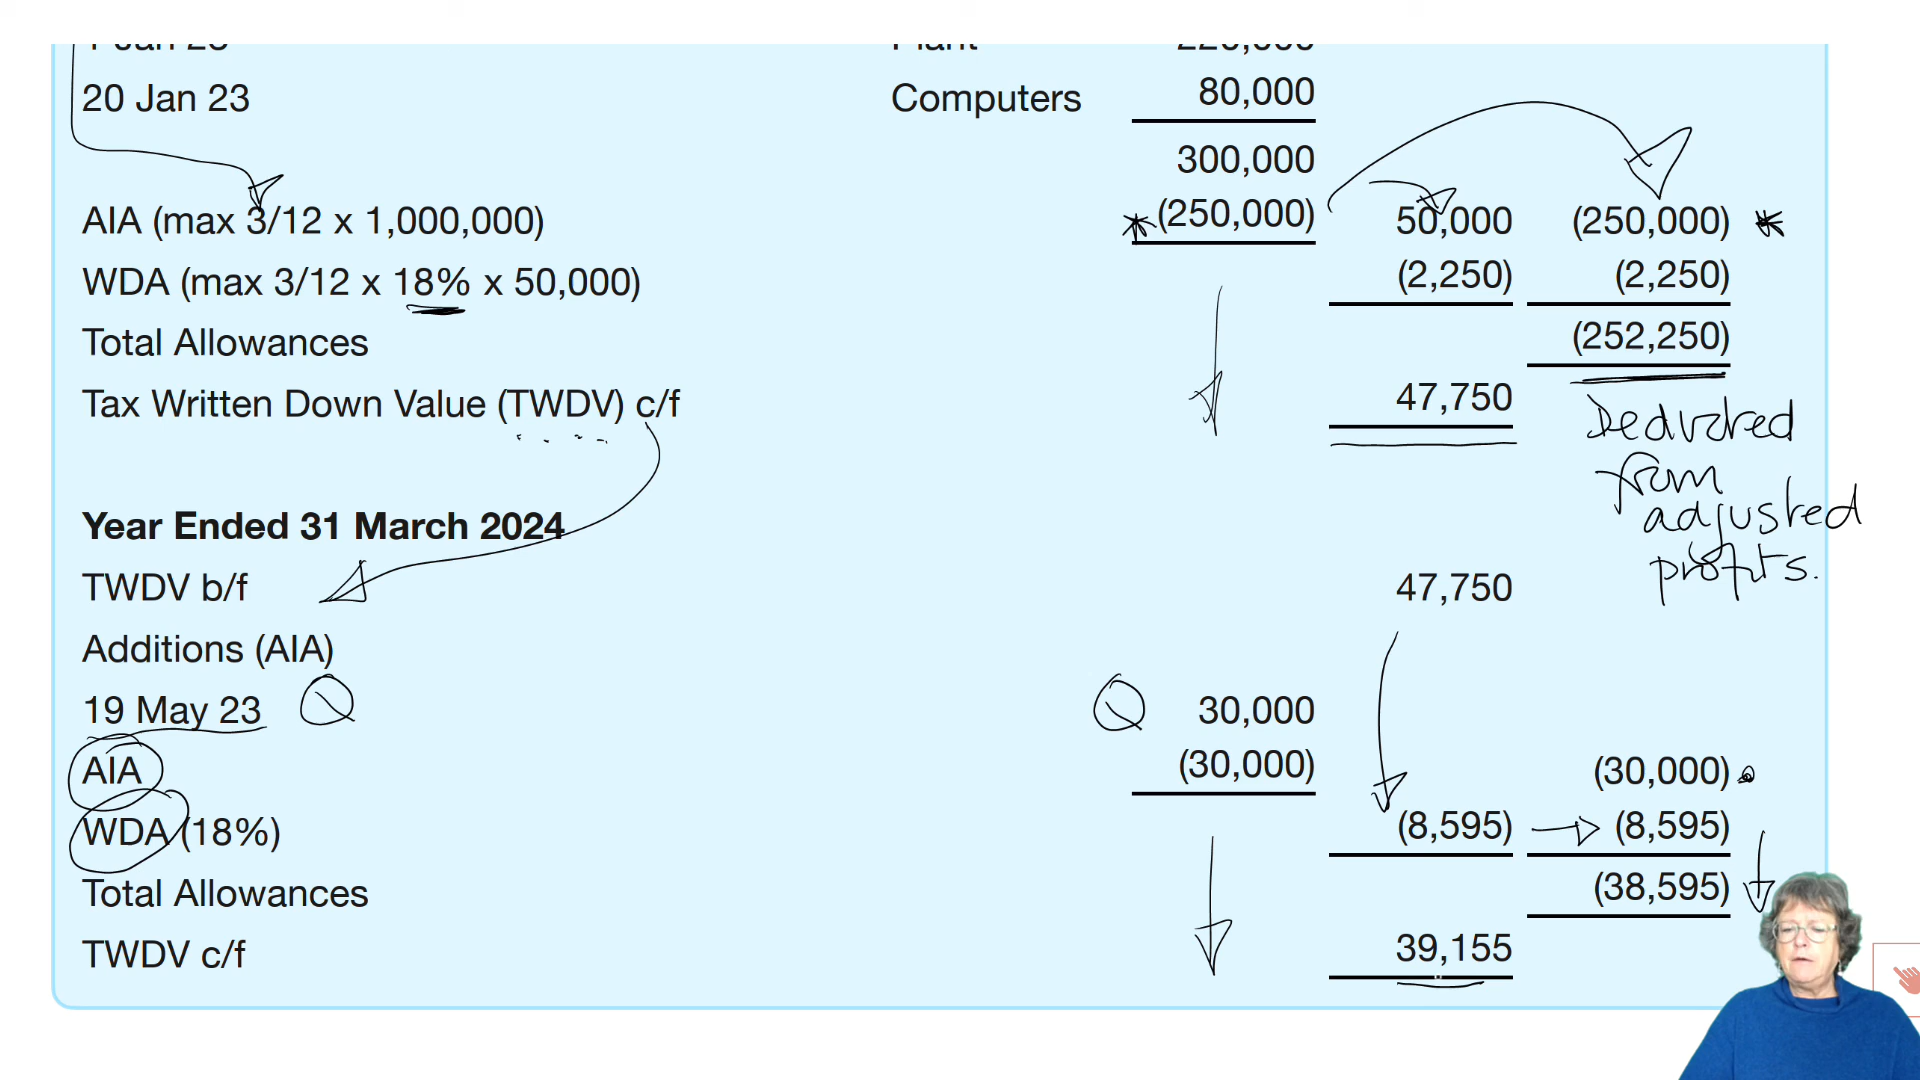 20 Jan 23 Computers 80,000
300,000
AIA (max 3/12 x 1,000,000) * (250,000) 50,000 (250,000) *
WDA (max 3/12 x 18% x 50,000) (2,250) (2,250)
Total Allowances (252,250)
Tax Written Down Value (TWDV) c/f 47,750
Deducted
from
adjusted
profits.
Year Ended 31 March 2024
TWDV b/f 47,750
Additions (AIA)
19 May 23 30,000
AIA (30,000) (30,000)
WDA (18%) (8,595) (8,595)
Total Allowances (38,595)
TWDV c/f 39,155